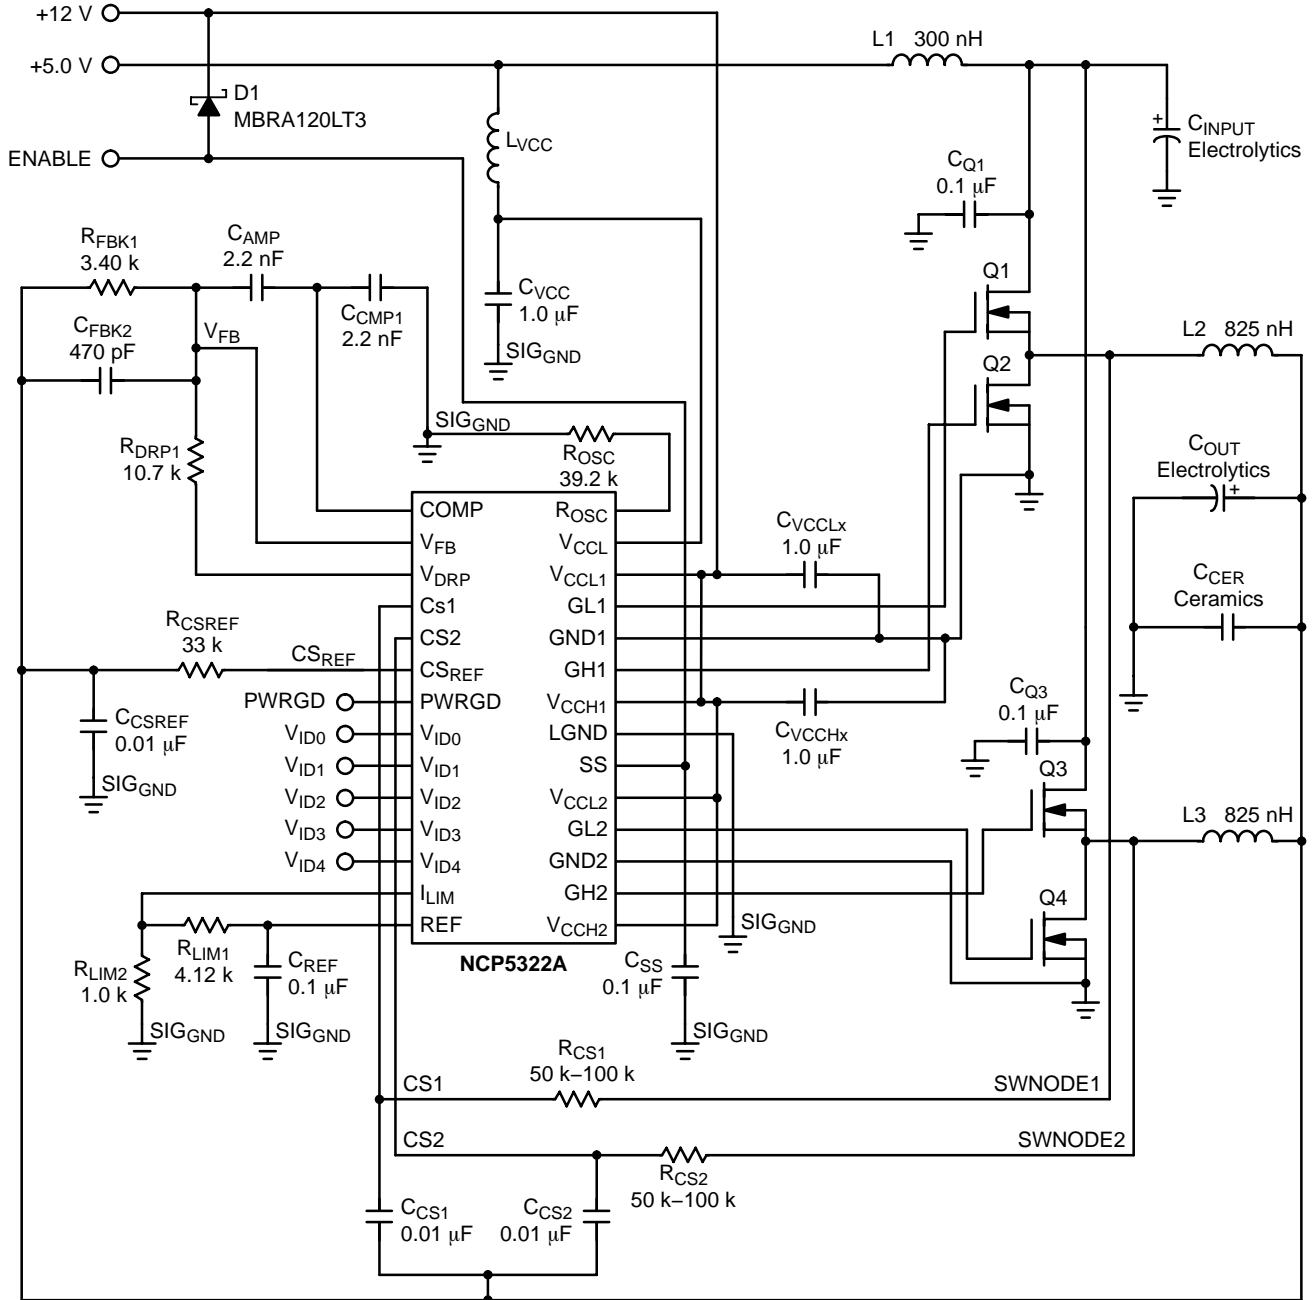 +12 V
+5.0 V
ENABLE
D1
MBRA120LT3
L1 300 nH
LVCC
CINPUT
Electrolytics
CQ1
0.1 μF
RFBK1
3.40 k
CAMP
2.2 nF
CCMP1
2.2 nF
CFBK2
470 pF
VFB
CVCC
1.0 μF
SIGGND
Q1
Q2
L2 825 nH
RDRP1
10.7 k
SIGGND
ROSC
39.2 k
COUT
Electrolytics
CCER
Ceramics
COMP
VFB
VDRP
Cs1
CS2
CSREF
PWRGD
VID0
VID1
VID2
VID3
VID4
ILIM
REF
ROSC
VCCL
VCCL1
GL1
GND1
GH1
VCCH1
LGND
SS
VCCL2
GL2
GND2
GH2
VCCH2
NCP5322A
RCSREF
33 k
CSREF
CCSREF
0.01 μF
SIGGND
PWRGD
VID0
VID1
VID2
VID3
VID4
CVCCLx
1.0 μF
CVCCHx
1.0 μF
CQ3
0.1 μF
Q3
Q4
L3 825 nH
RLIM2
1.0 k
RLIM1
4.12 k
CREF
0.1 μF
SIGGND
SIGGND
SIGGND
CSS
0.1 μF
SIGGND
CS1
RCS1
50 k–100 k
SWNODE1
CS2
RCS2
50 k–100 k
SWNODE2
CCS1
0.01 μF
CCS2
0.01 μF